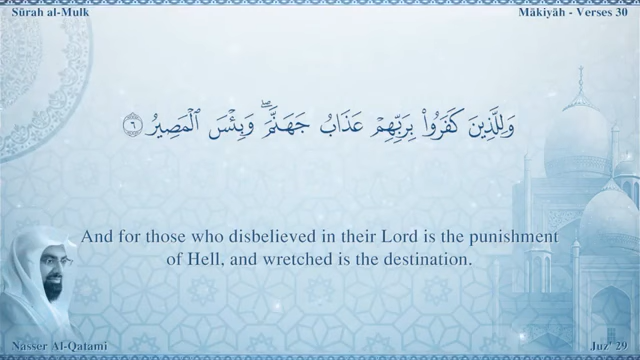 Sūrah al-Mulk
Mākiyāh - Verses 30
وَلِلَّذِينَ كَفَرُوا۟ بِرَبِّهِمْ عَذَابُ جَهَنَّمَ ۖ وَبِئْسَ ٱلْمَصِيرُ ٦
And for those who disbelieved in their Lord is the punishment
of Hell, and wretched is the destination.
Nasser Al-Qatami
Juz' 29